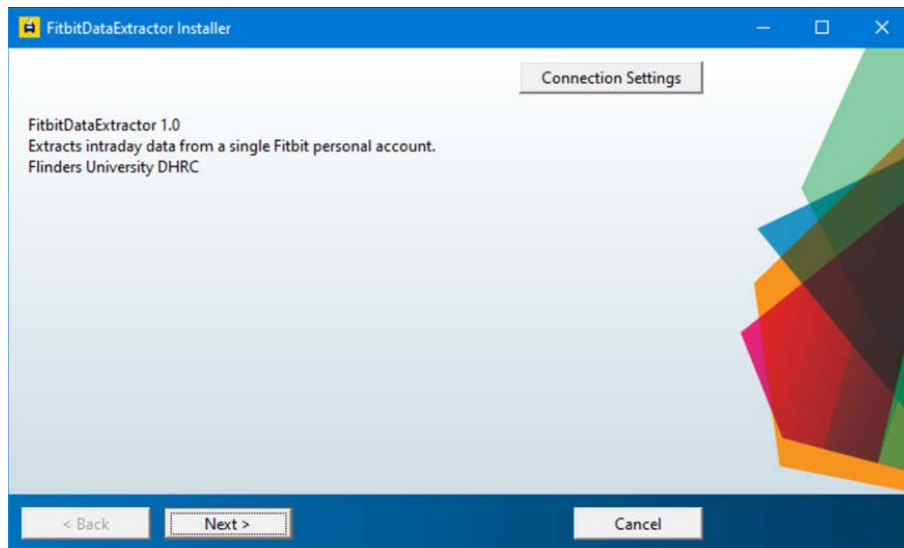 FitbitDataExtractor Installer
Connection Settings
FitbitDataExtractor 1.0
Extracts intraday data from a single Fitbit personal account.
Flinders University DHRC
< Back
Next >
Cancel